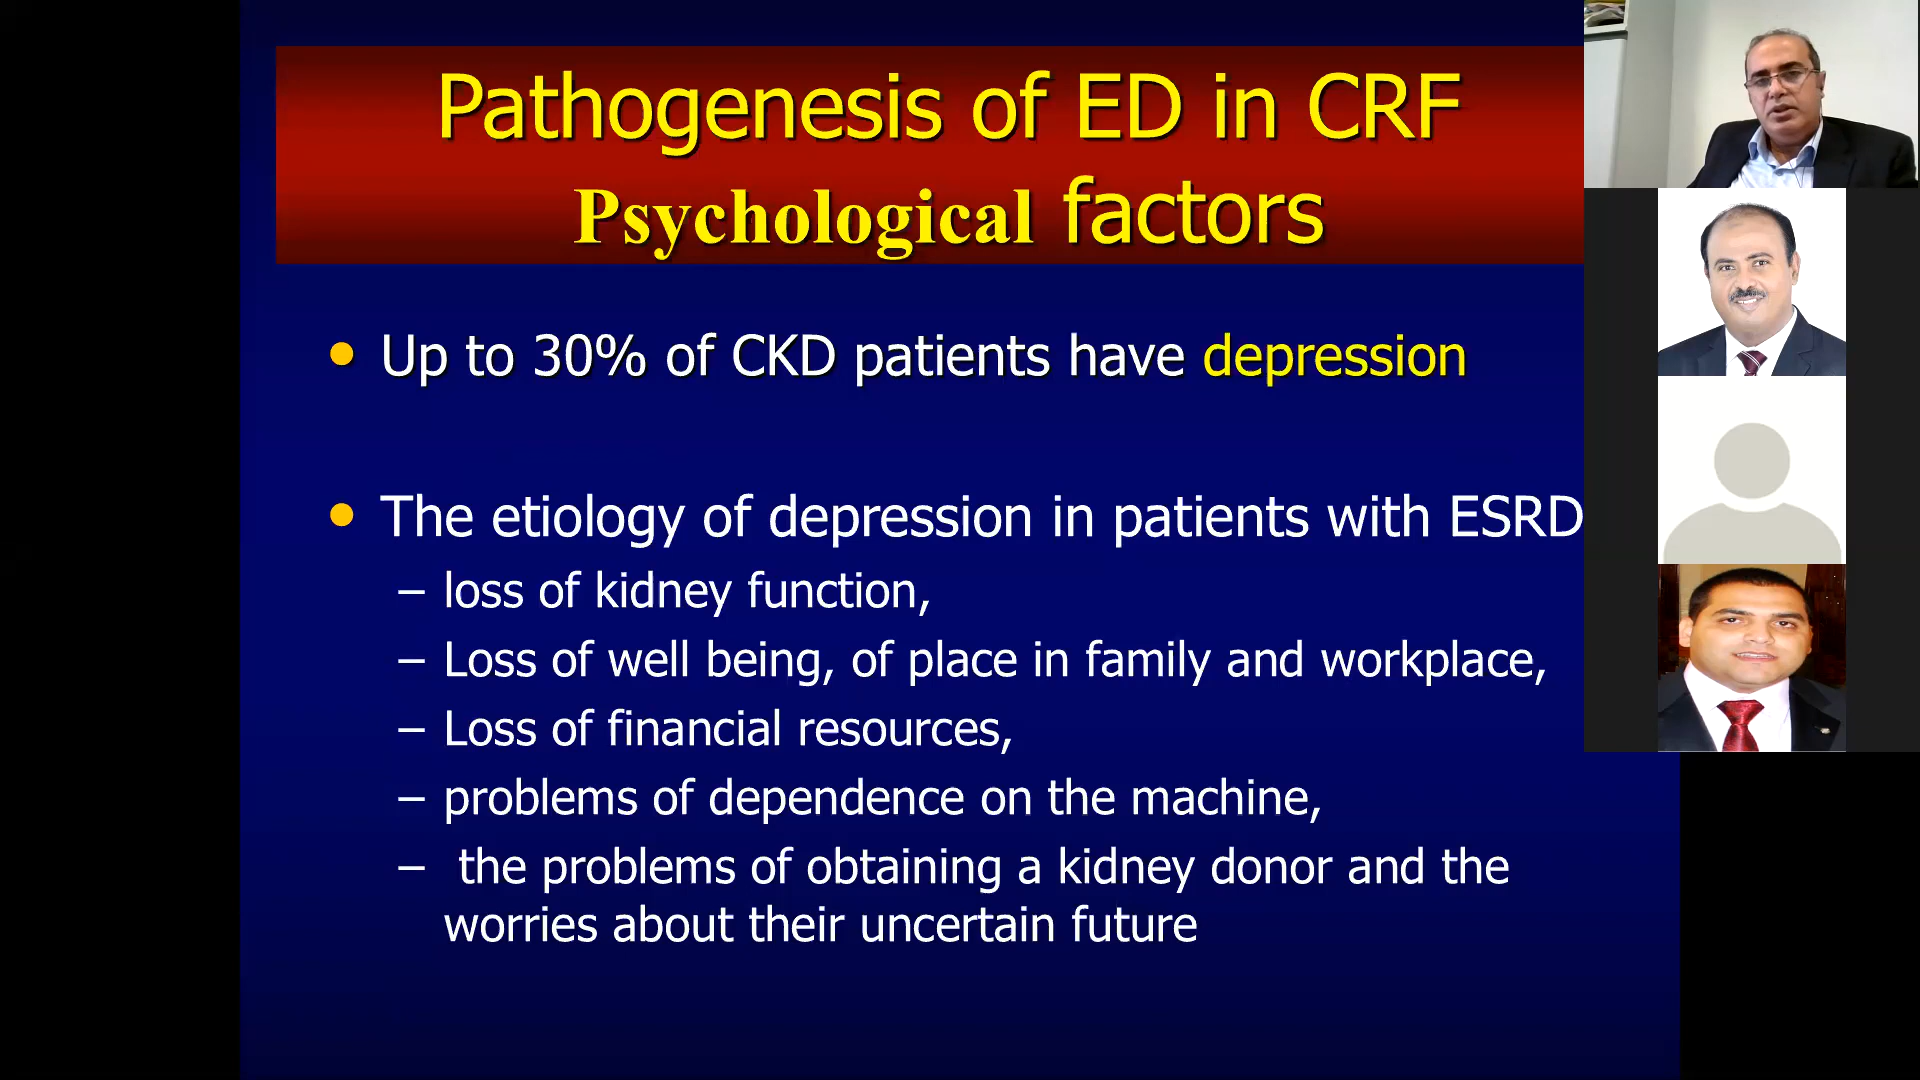 Pathogenesis of ED in CRF
Psychological factors
• Up to 30% of CKD patients have depression
• The etiology of depression in patients with ESRD
– loss of kidney function,
– Loss of well being, of place in family and workplace,
– Loss of financial resources,
– problems of dependence on the machine,
– the problems of obtaining a kidney donor and the
worries about their uncertain future